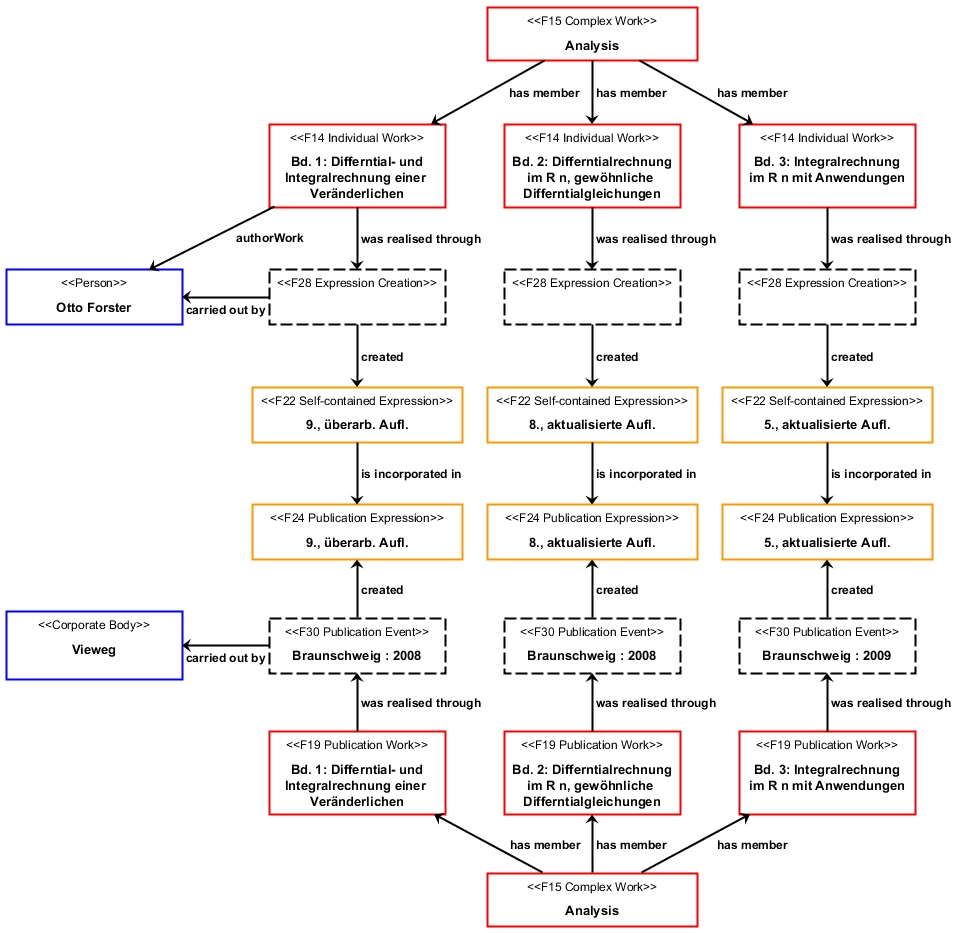 <<F15 Complex Work>>
Analysis
has member
has member
has member
<<F14 Individual Work>>
Bd. 1: Differntial- und
Integralrechnung einer
Veränderlichen
<<F14 Individual Work>>
Bd. 2: Differntialrechnung
im R n, gewöhnliche
Differntialgleichungen
<<F14 Individual Work>>
Bd. 3: Integralrechnung
im R n mit Anwendungen
authorWork
was realised through
was realised through
was realised through
<<Person>>
Otto Forster
carried out by
<<F28 Expression Creation>>
<<F28 Expression Creation>>
<<F28 Expression Creation>>
created
created
created
<<F22 Self-contained Expression>>
9., überarb. Aufl.
<<F22 Self-contained Expression>>
8., aktualisierte Aufl.
<<F22 Self-contained Expression>>
5., aktualisierte Aufl.
is incorporated in
is incorporated in
is incorporated in
<<F24 Publication Expression>>
9., überarb. Aufl.
<<F24 Publication Expression>>
8., aktualisierte Aufl.
<<F24 Publication Expression>>
5., aktualisierte Aufl.
created
created
created
<<Corporate Body>>
Vieweg
carried out by
<<F30 Publication Event>>
Braunschweig : 2008
<<F30 Publication Event>>
Braunschweig : 2008
<<F30 Publication Event>>
Braunschweig : 2009
was realised through
was realised through
was realised through
<<F19 Publication Work>>
Bd. 1: Differntial- und
Integralrechnung einer
Veränderlichen
<<F19 Publication Work>>
Bd. 2: Differntialrechnung
im R n, gewöhnliche
Differntialgleichungen
<<F19 Publication Work>>
Bd. 3: Integralrechnung
im R n mit Anwendungen
has member
has member
has member
<<F15 Complex Work>>
Analysis